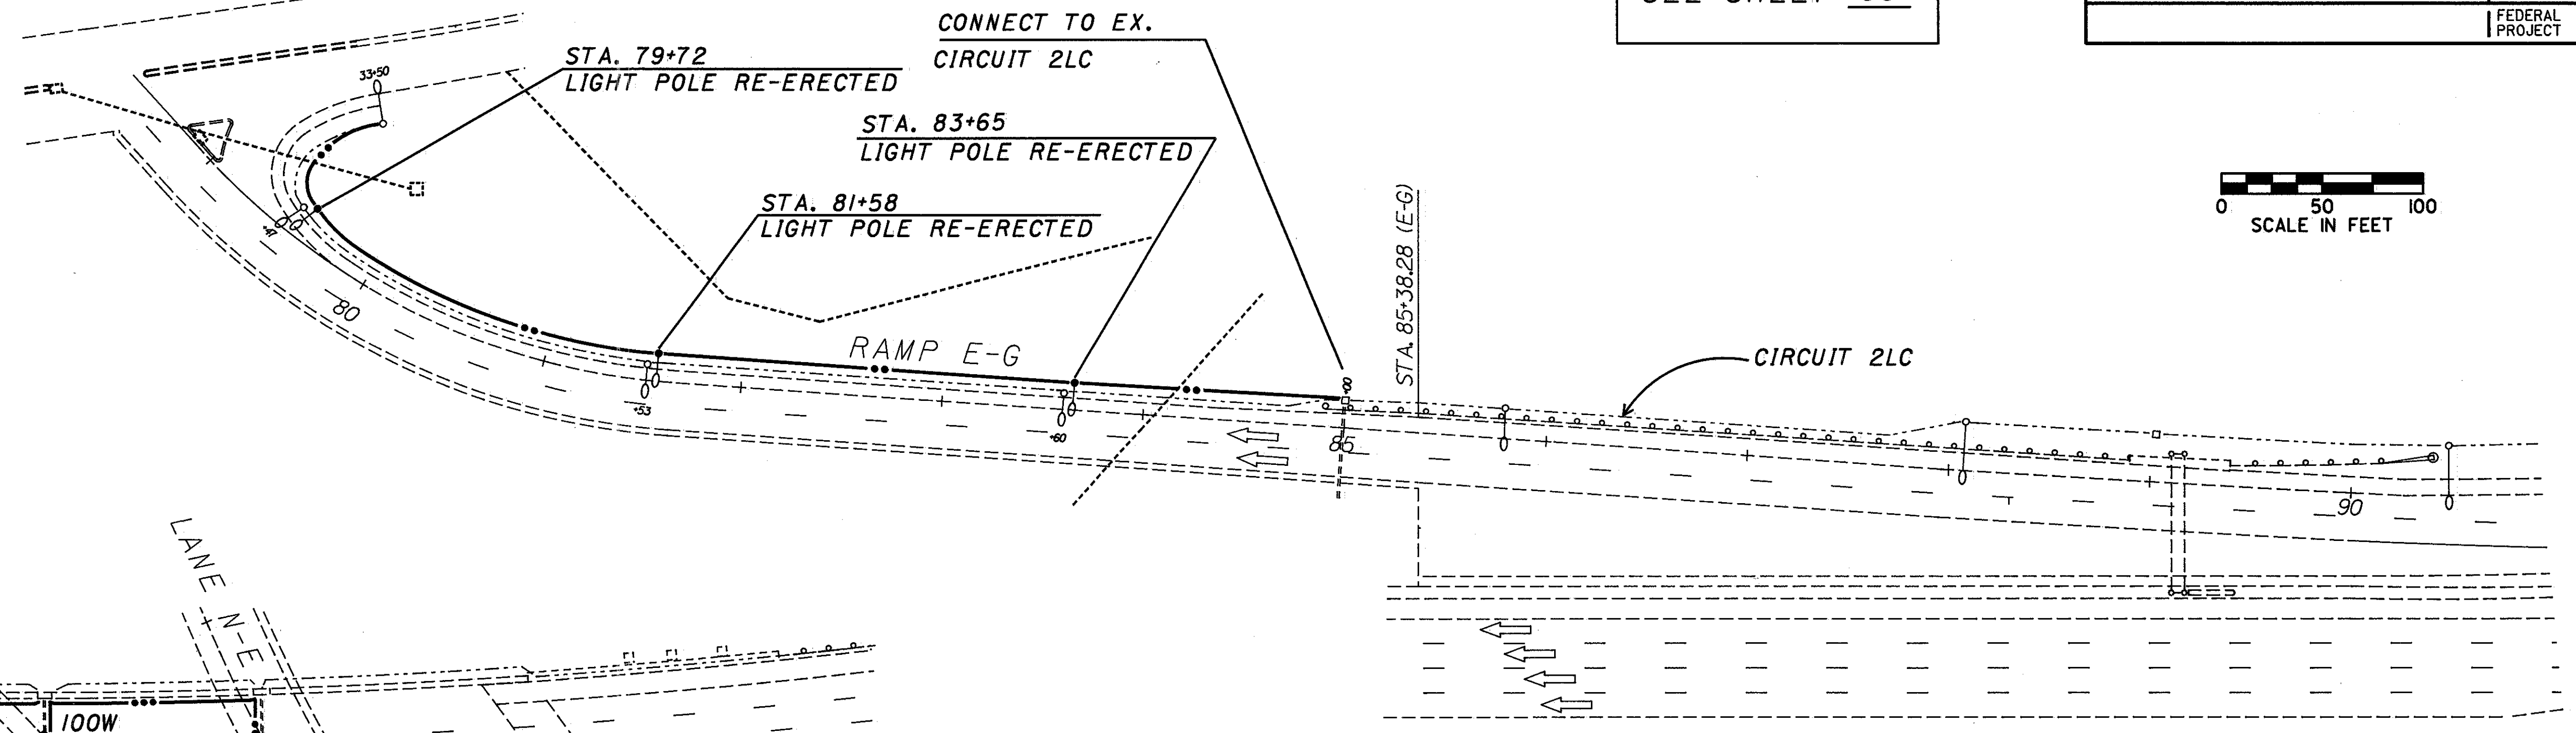 CONNECT TO EX.
CIRCUIT 2LC
FEDERAL
PROJECT
STA. 79+72
LIGHT POLE RE-ERECTED
33+50
STA. 83+65
LIGHT POLE RE-ERECTED
STA. 81+58
LIGHT POLE RE-ERECTED
STA. 85+38.28 (E-G)
0 50 100
SCALE IN FEET
+47
80
RAMP E-G
CIRCUIT 2LC
+53
+60
85
90
LANE N-E
100W